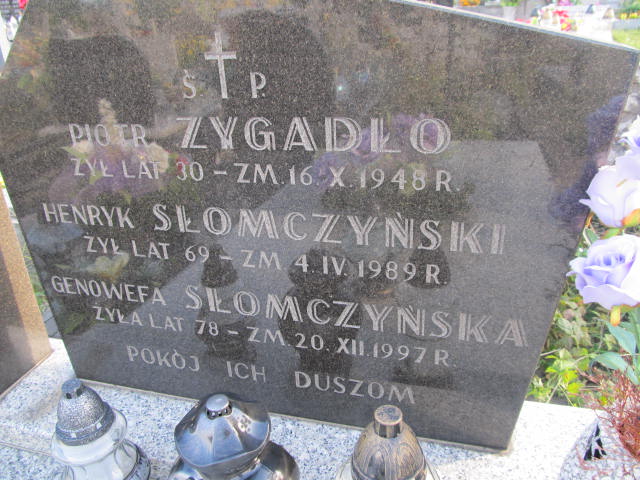 Ś. P.
PIOTR ZYGADŁO
ŻYŁ LAT 30 – ZM. 16. X. 1948 R.
HENRYK SŁOMCZYŃSKI
ŻYŁ LAT 69 – ZM 4. IV. 1989 R.
GENOWEFA SŁOMCZYŃSKA
ŻYŁA LAT 78 – ZM. 20. XII. 1997 R.
POKÓJ ICH DUSZOM